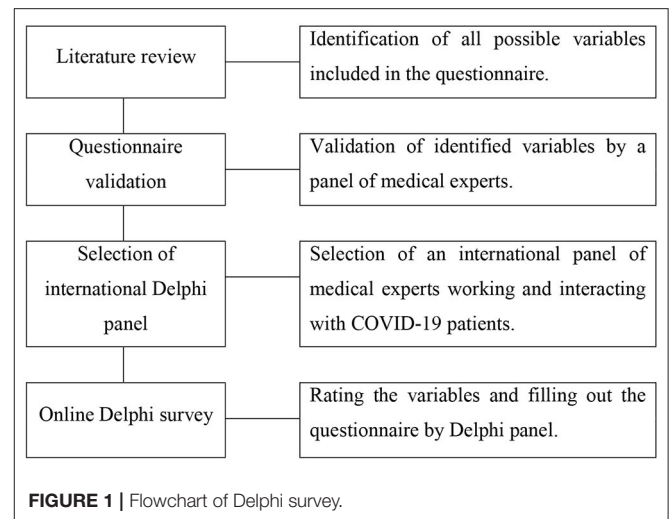 Literature review
Identification of all possible variables
included in the questionnaire.
Questionnaire
validation
Validation of identified variables by a
panel of medical experts.
Selection of
international Delphi
panel
Selection of an international panel of
medical experts working and interacting
with COVID-19 patients.
Online Delphi survey
Rating the variables and filling out the
questionnaire by Delphi panel.
FIGURE 1 | Flowchart of Delphi survey.